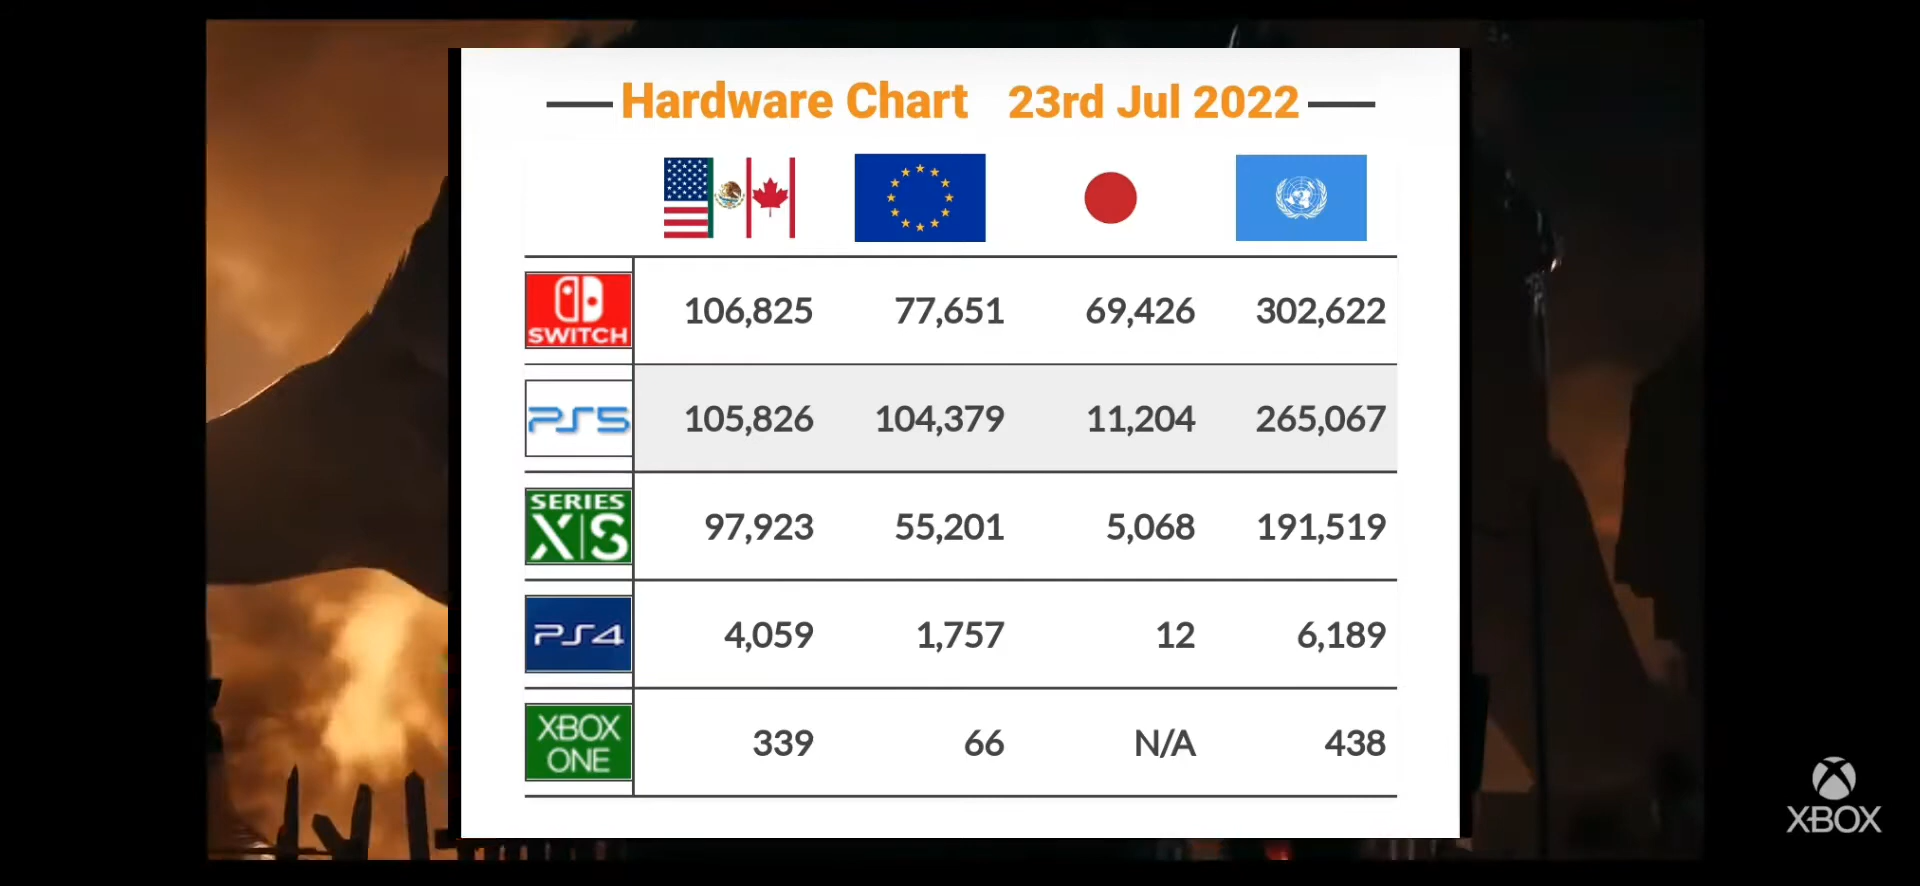 Hardware Chart 23rd Jul 2022
SWITCH 106,825 77,651 69,426 302,622
PS5 105,826 104,379 11,204 265,067
SERIES
X|S 97,923 55,201 5,068 191,519
PS4 4,059 1,757 12 6,189
XBOX
ONE 339 66 N/A 438
XBOX